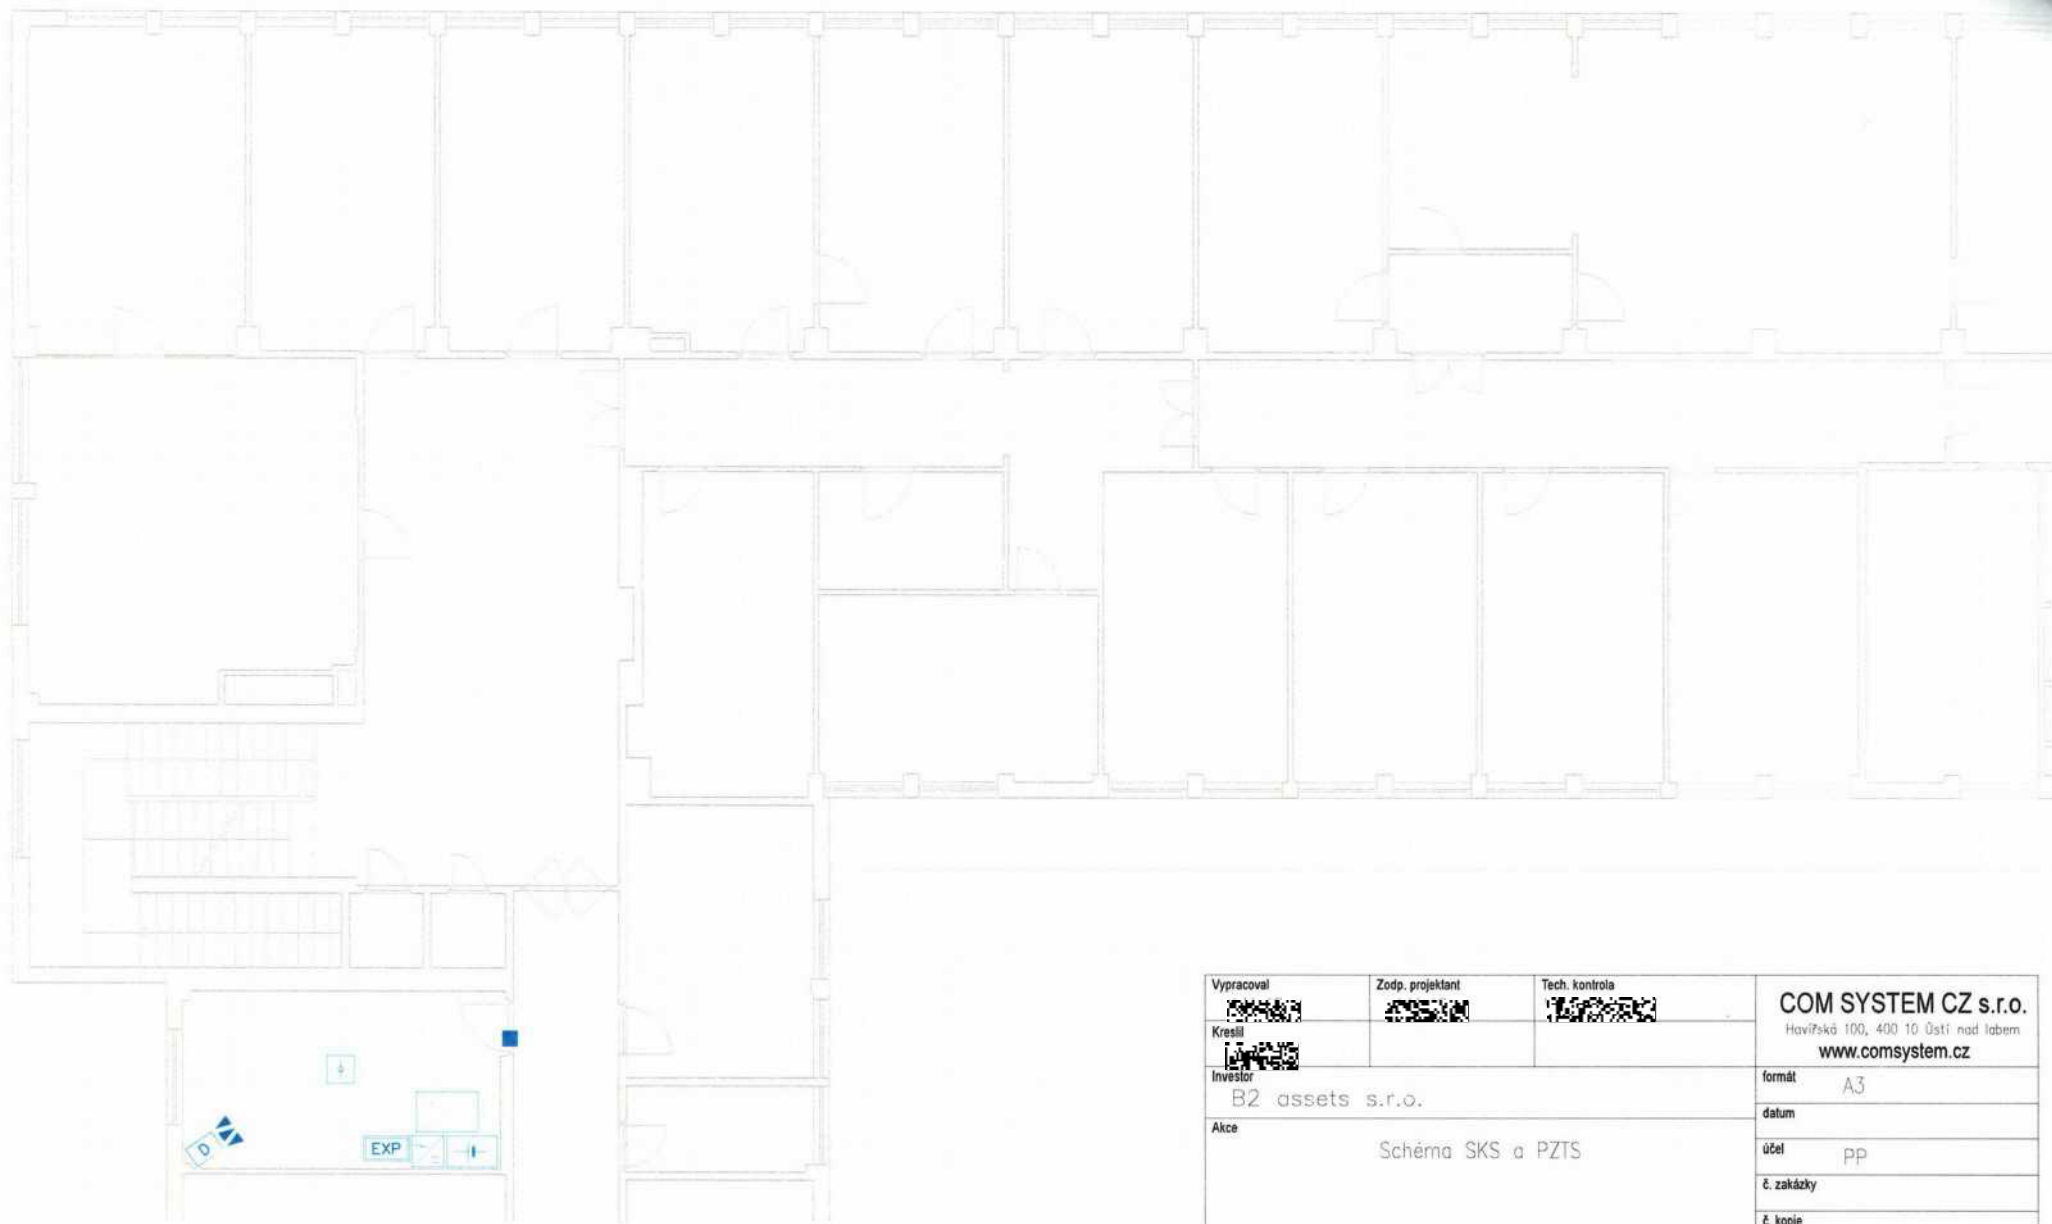 D
EXP
Vypracoval
Zodp. projektant
Tech. kontrola
Kreslil
COM SYSTEM CZ s.r.o.
Havířská 100, 400 10 Ústí nad labem
www.comsystem.cz
Investor
B2 assets s.r.o.
formát
A3
datum
Akce
Schéma SKS a PZTS
účel
PP
č. zakázky
č. kopie